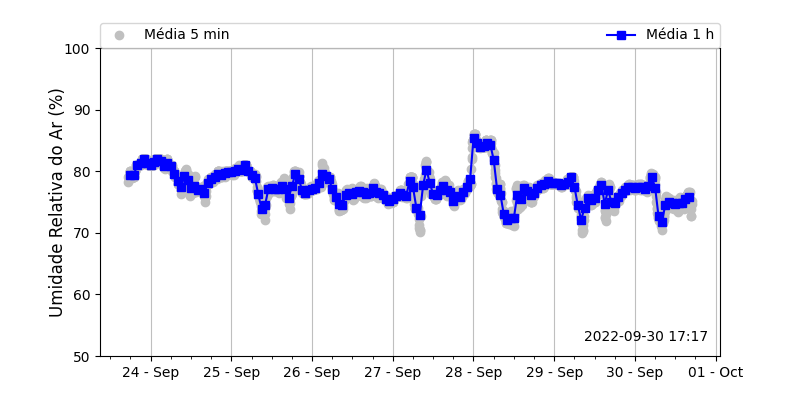 Média 5 min
Média 1 h
100
90
80
70
60
50
Umidade Relativa do Ar (%)
2022-09-30 17:17
24 - Sep
25 - Sep
26 - Sep
27 - Sep
28 - Sep
29 - Sep
30 - Sep
01 - Oct